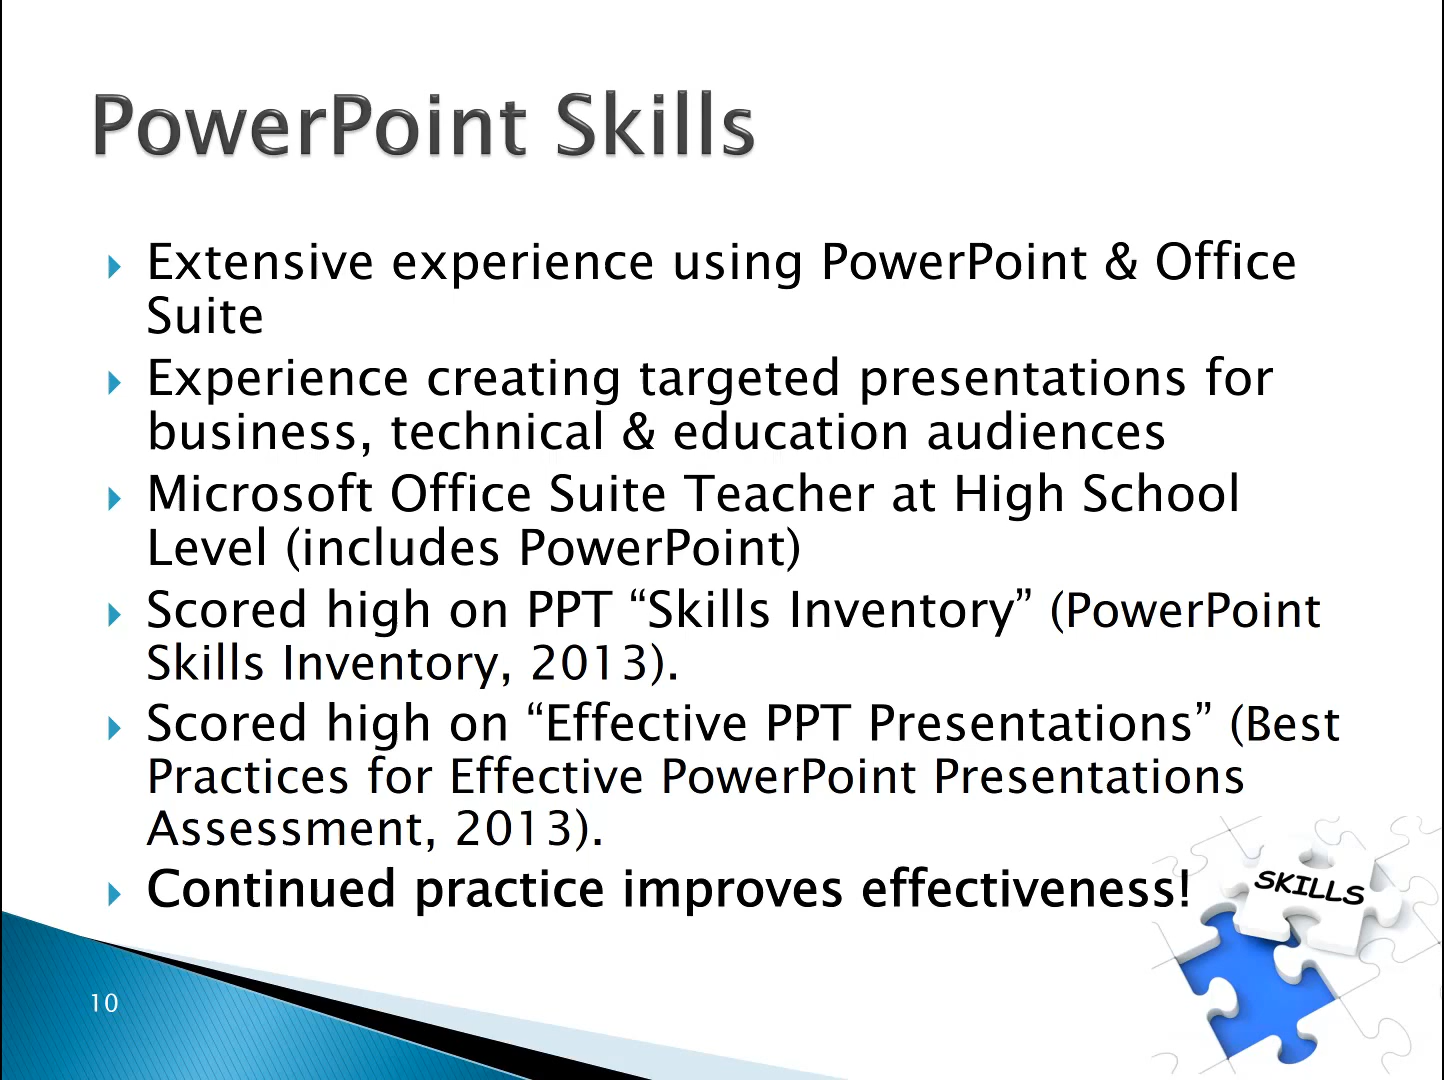 PowerPoint Skills
Extensive experience using PowerPoint & Office
Suite
Experience creating targeted presentations for
business, technical & education audiences
Microsoft Office Suite Teacher at High School
Level (includes PowerPoint)
Scored high on PPT “Skills Inventory” (PowerPoint
Skills Inventory, 2013).
Scored high on “Effective PPT Presentations” (Best
Practices for Effective PowerPoint Presentations
Assessment, 2013).
Continued practice improves effectiveness!
SKILLS
10